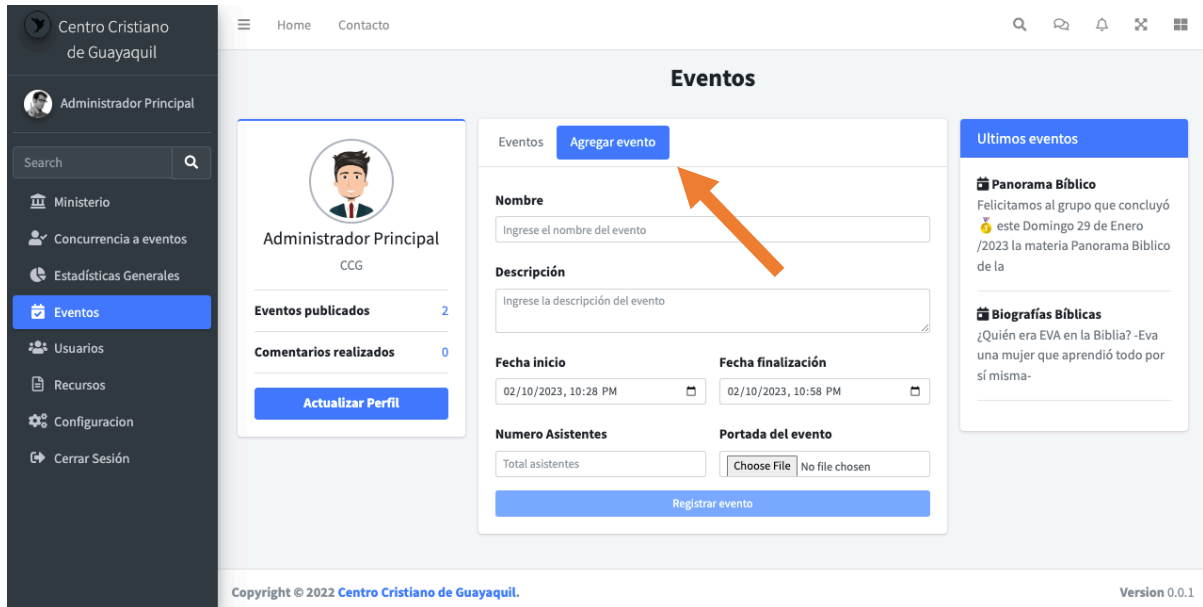 Centro Cristiano
de Guayaquil
Administrador Principal
Search
Ministerio
Concurrencia a eventos
Estadísticas Generales
Eventos
Usuarios
Recursos
Configuracion
Cerrar Sesión
Home
Contacto
Eventos
Administrador Principal
CCG
Eventos publicados 2
Comentarios realizados 0
Actualizar Perfil
Eventos
Agregar evento
Nombre
Ingrese el nombre del evento
Descripción
Ingrese la descripción del evento
Fecha inicio
02/10/2023, 10:28 PM
Fecha finalización
02/10/2023, 10:58 PM
Numero Asistentes
Total asistentes
Portada del evento
Choose File No file chosen
Registrar evento
Ultimos eventos
Panorama Bíblico
Felicitamos al grupo que concluyó
🥇 este Domingo 29 de Enero
/2023 la materia Panorama Biblico
de la
Biografías Bíblicas
¿Quién era EVA en la Biblia? -Eva
una mujer que aprendió todo por
sí misma-
Copyright © 2022 Centro Cristiano de Guayaquil.
Version 0.0.1